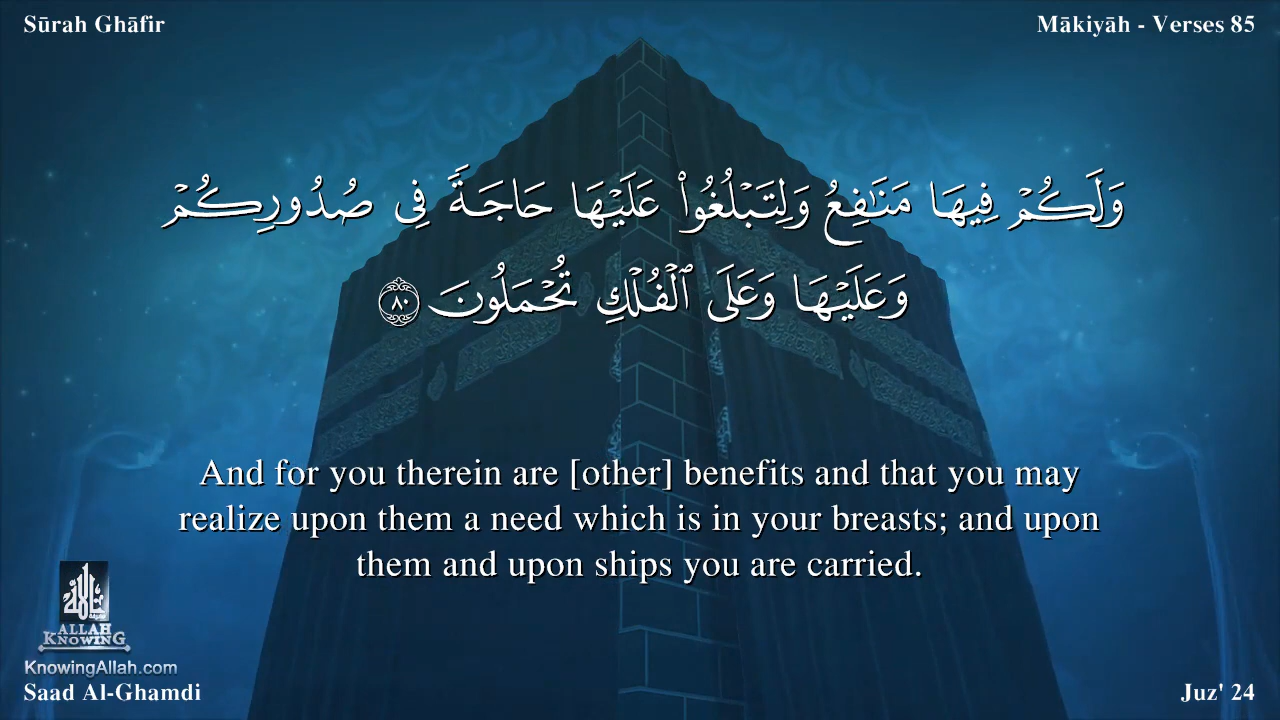 Sūrah Ghāfir
Mākiyāh - Verses 85
وَلَكُمْ فِيهَا مَنَـٰفِعُ وَلِتَبْلُغُوا۟ عَلَيْهَا حَاجَةً فِى صُدُورِكُمْ
وَعَلَيْهَا وَعَلَى ٱلْفُلْكِ تُحْمَلُونَ ٨٠
And for you therein are [other] benefits and that you may
realize upon them a need which is in your breasts; and upon
them and upon ships you are carried.
ALLAH
KNOWING
KnowingAllah.com
Saad Al-Ghamdi
Juz' 24